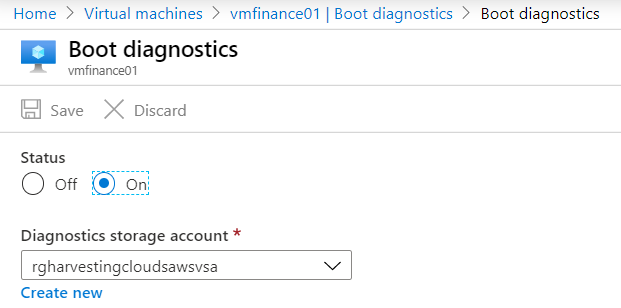 Home > Virtual machines > vmfinance01 | Boot diagnostics > Boot diagnostics
Boot diagnostics
vmfinance01
Save Discard
Status
Off On
Diagnostics storage account *
rgharvestingcloudsawsvsa
Create new